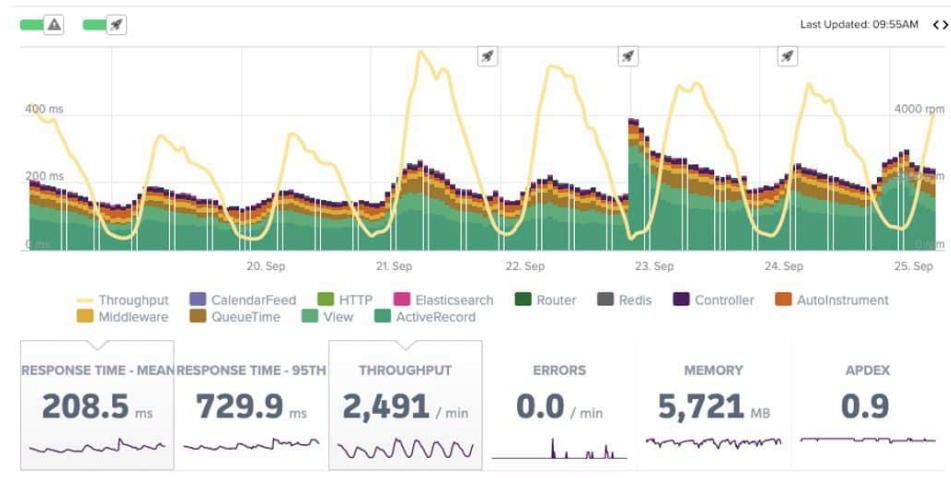 Last Updated: 09:55AM
400 ms
4000 rpm
200 ms
0 ms
0 rpm
20. Sep 21. Sep 22. Sep 23. Sep 24. Sep 25. Sep
Throughput CalendarFeed HTTP Elasticsearch Router Redis Controller AutoInstrument
Middleware QueueTime View ActiveRecord
RESPONSE TIME - MEAN RESPONSE TIME - 95TH THROUGHPUT ERRORS MEMORY APDEX
208.5 ms 729.9 ms 2,491 / min 0.0 / min 5,721 MB 0.9